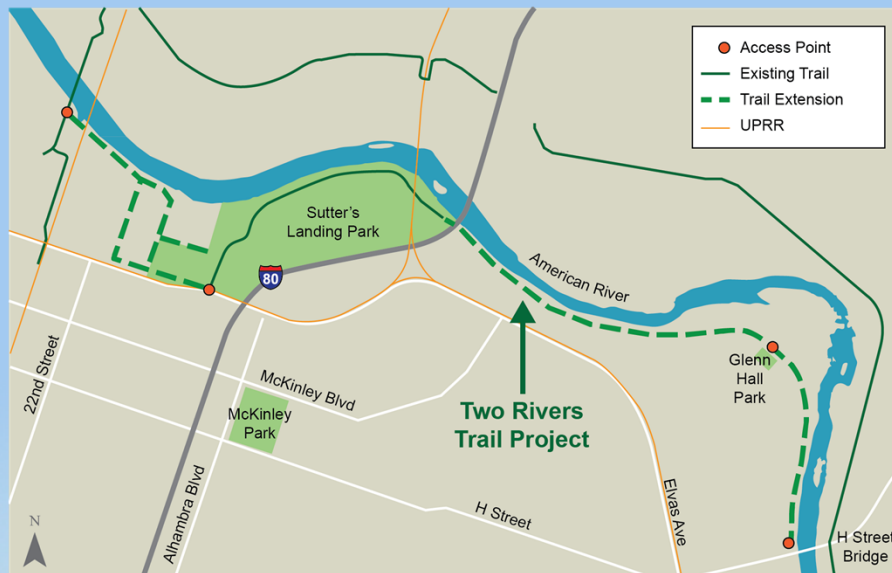 Access Point
Existing Trail
Trail Extension
UPRR
Sutter's
Landing Park
80
American River
Glenn
Hall
Park
22nd Street
McKinley Blvd
McKinley
Park
Two Rivers
Trail Project
Alhambra Blvd
H Street
Elvas Ave
H Street
Bridge
N